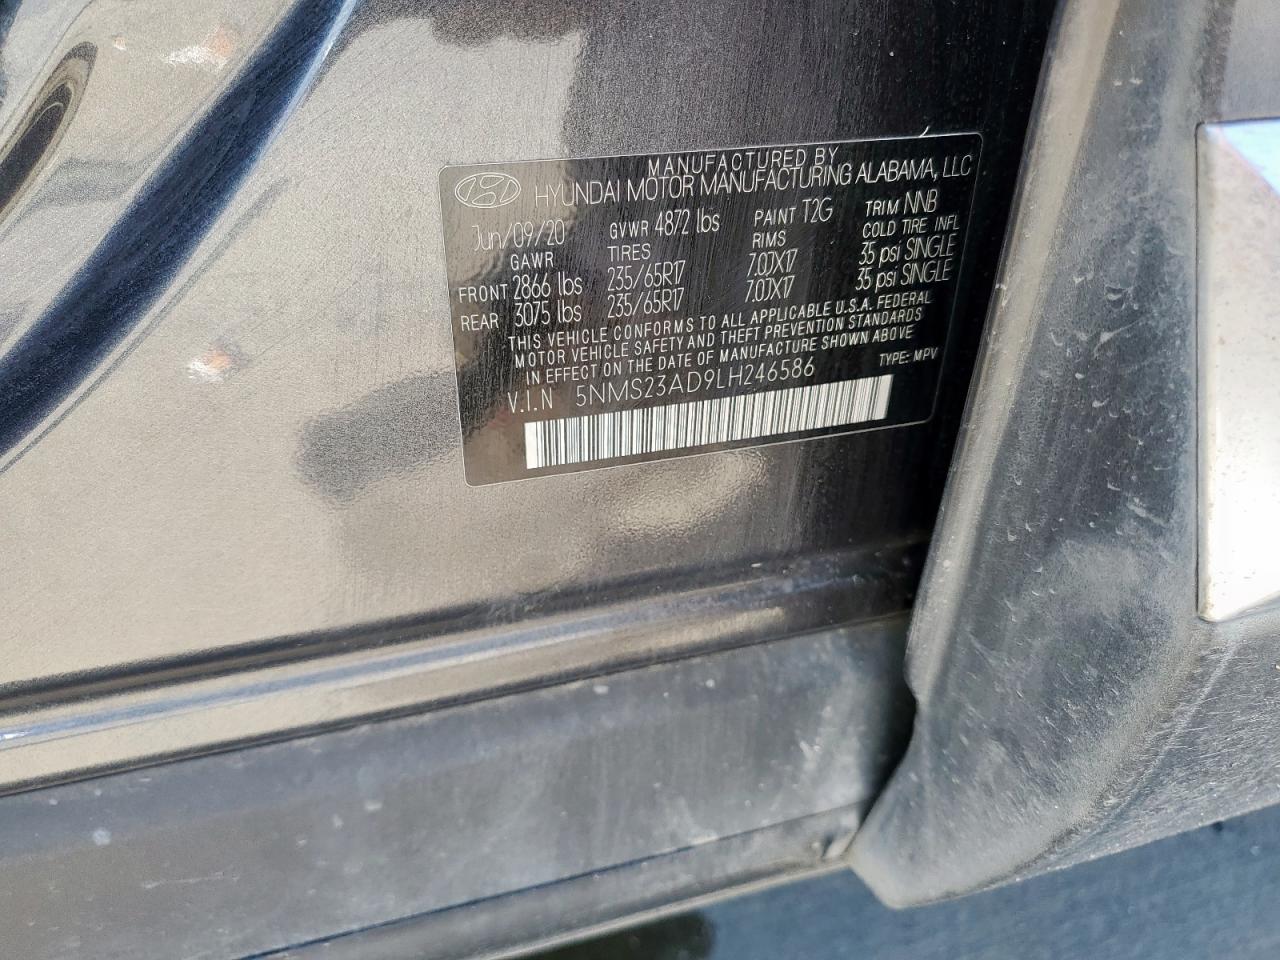 MANUFACTURED BY
HYUNDAI MOTOR MANUFACTURING ALABAMA, LLC
Jun/09/20 GVWR 4872 lbs PAINT T2G TRIM NNB
GAWR TIRES RIMS COLD TIRE INFL
FRONT 2866 lbs 235/65R17 7.0JX17 35 psi SINGLE
REAR 3075 lbs 235/65R17 7.0JX17 35 psi SINGLE
THIS VEHICLE CONFORMS TO ALL APPLICABLE U.S.A. FEDERAL
MOTOR VEHICLE SAFETY AND THEFT PREVENTION STANDARDS
IN EFFECT ON THE DATE OF MANUFACTURE SHOWN ABOVE
V.I.N 5NMS23AD9LH246586 TYPE: MPV